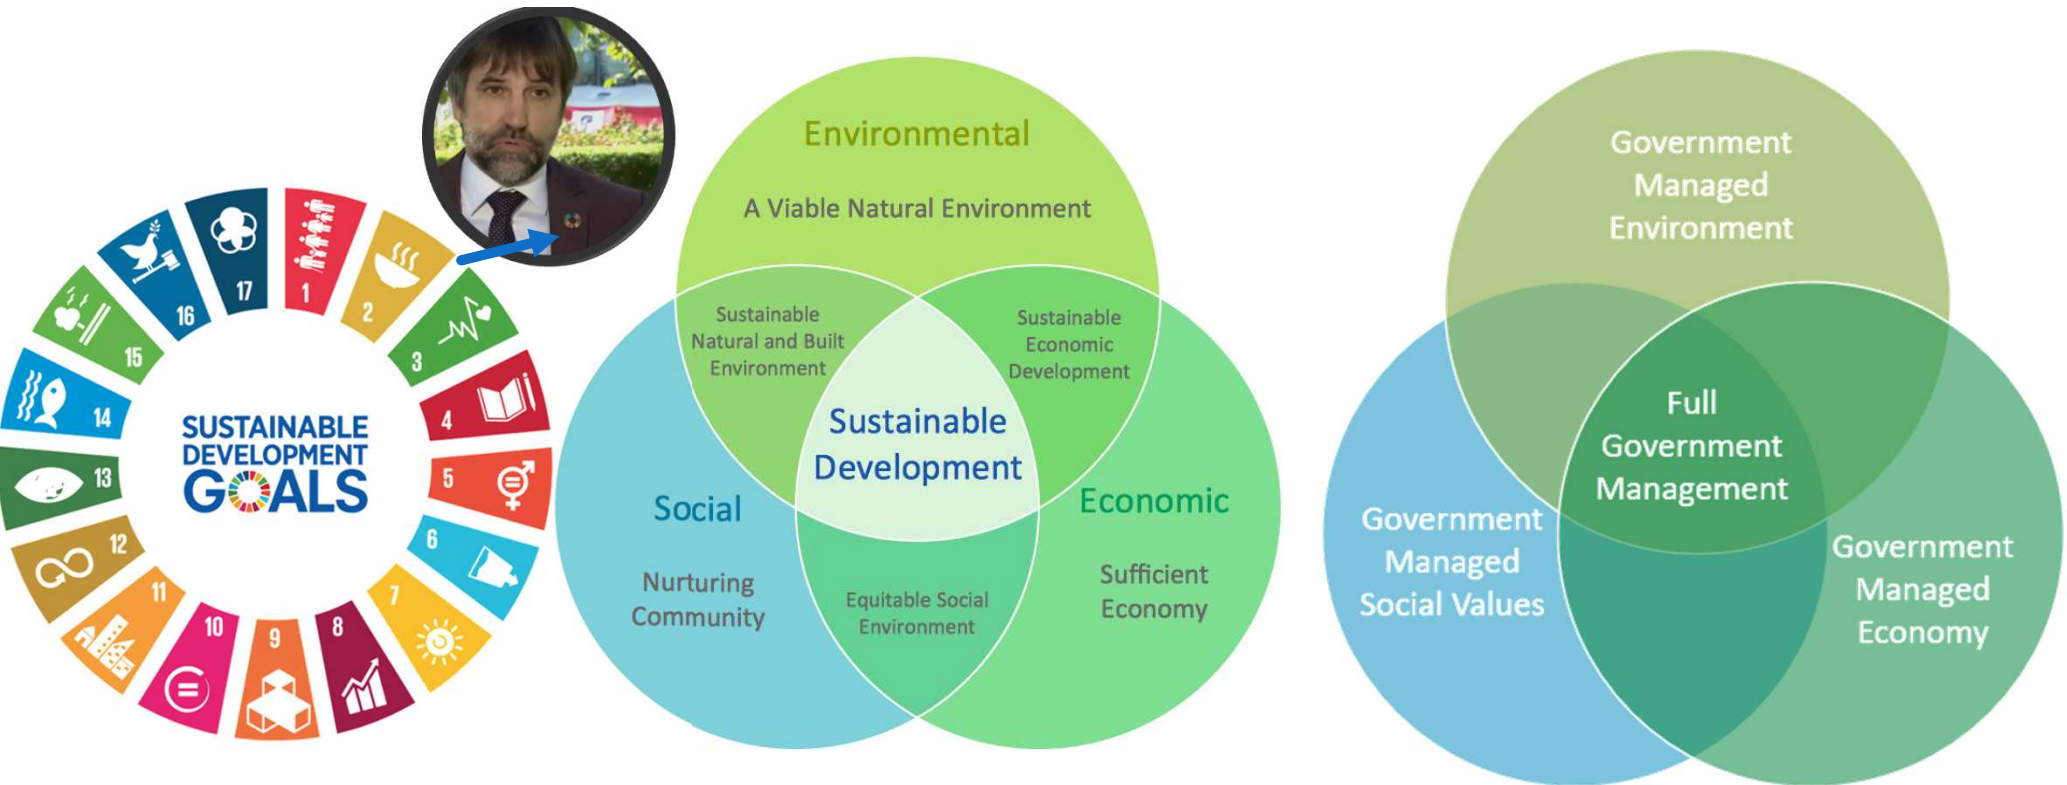 1
2
3
4
5
6
7
8
9
10
11
12
13
14
15
16
17
SUSTAINABLE
DEVELOPMENT
GOALS
Environmental
A Viable Natural Environment
Sustainable
Natural and Built
Environment
Sustainable
Economic
Development
Sustainable
Development
Social
Nurturing
Community
Economic
Sufficient
Economy
Equitable Social
Environment
Government
Managed
Environment
Full
Government
Management
Government
Managed
Social Values
Government
Managed
Economy